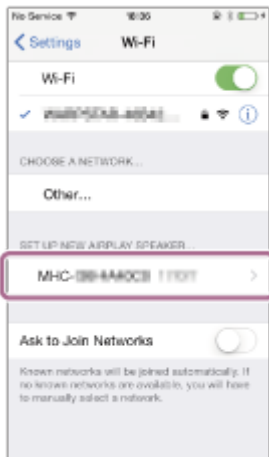 No Service 16:36
Settings Wi-Fi
Wi-Fi
CHOOSE A NETWORK...
Other...
SET UP NEW AIRPLAY SPEAKER...
MHC-
Ask to Join Networks
Known networks will be joined automatically. If
no known networks are available, you will have
to manually select a network.